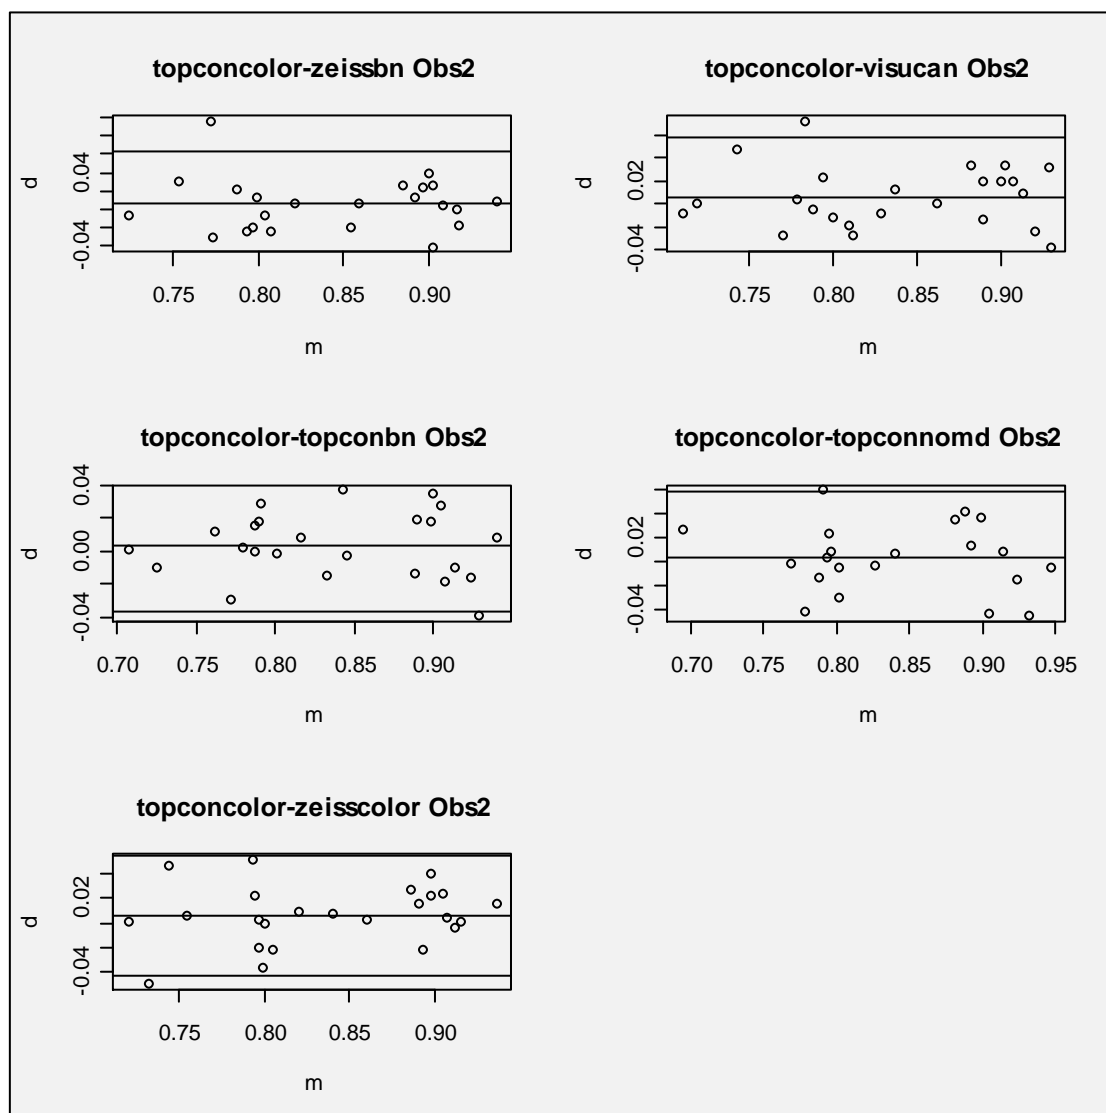 topconcolor-zeissbn Obs2
d
0.04
-0.04
0.75 0.80 0.85 0.90
m
topconcolor-visucan Obs2
d
0.02
-0.04
0.75 0.80 0.85 0.90
m
topconcolor-topconbn Obs2
d
0.04
0.00
-0.04
0.70 0.75 0.80 0.85 0.90
m
topconcolor-topconnomd Obs2
d
0.02
-0.04
0.70 0.75 0.80 0.85 0.90 0.95
m
topconcolor-zeisscolor Obs2
d
0.02
-0.04
0.75 0.80 0.85 0.90
m